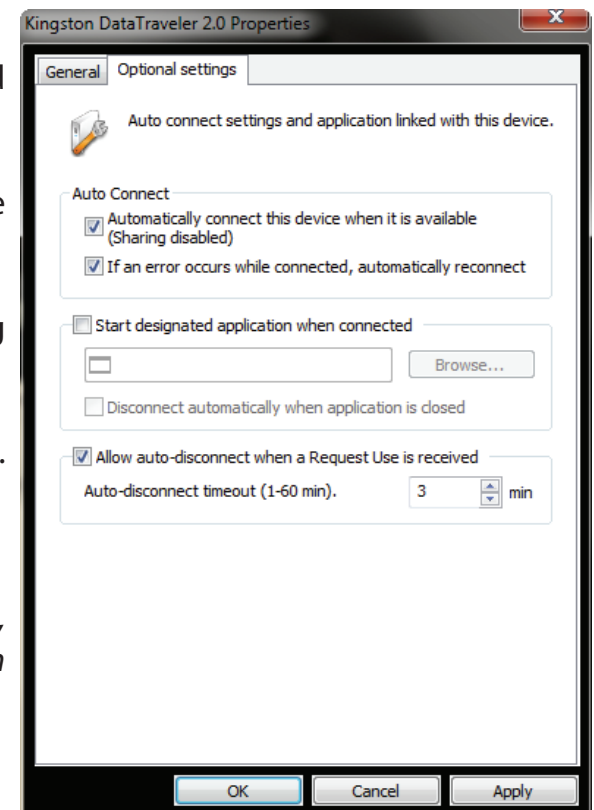 Kingston DataTraveler 2.0 Properties
General
Optional settings
Auto connect settings and application linked with this device.
Auto Connect
Automatically connect this device when it is available
(Sharing disabled)
If an error occurs while connected, automatically reconnect
Start designated application when connected
Browse...
Disconnect automatically when application is closed
Allow auto-disconnect when a Request Use is received
Auto-disconnect timeout (1-60 min).
3
min
OK
Cancel
Apply